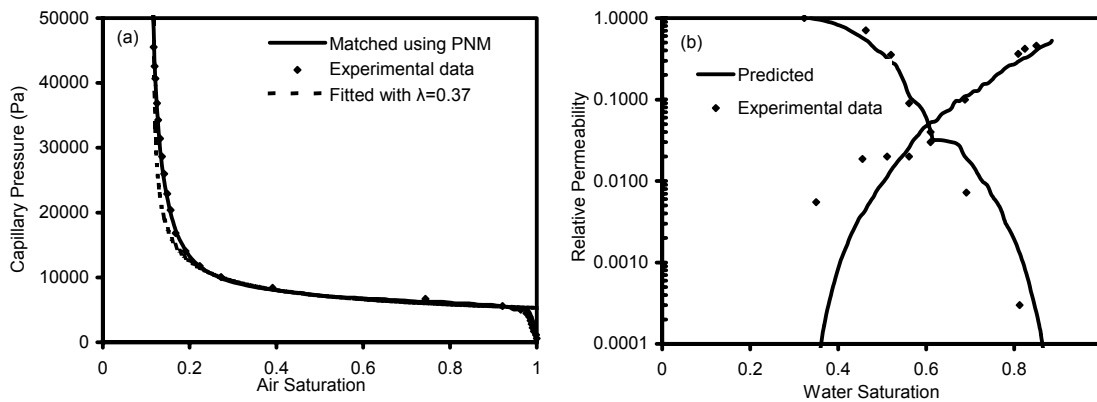 (a)
Matched using PNM
Experimental data
Fitted with λ=0.37
Capillary Pressure (Pa)
50000
40000
30000
20000
10000
0
0 0.2 0.4 0.6 0.8 1
Air Saturation
(b)
Predicted
Experimental data
Relative Permeability
1.0000
0.1000
0.0100
0.0010
0.0001
0 0.4 0.6 0.8
Water Saturation